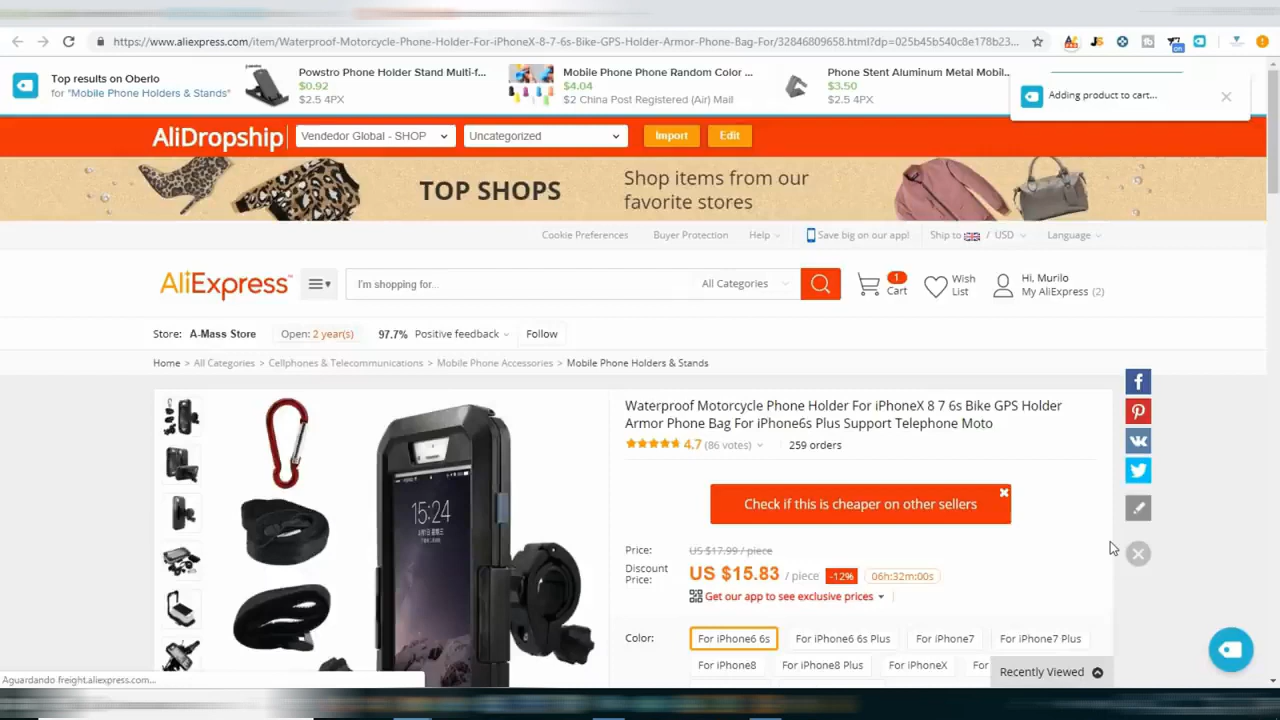 https://www.aliexpress.com/item/Waterproof-Motorcycle-Phone-Holder-For-iPhoneX-8-7-6s-Bike-GPS-Holder-Armor-Phone-Bag-For/32846809658.html?dp=025b45b540c8e178b23...
Top results on Oberlo
for "Mobile Phone Holders & Stands"
Powstro Phone Holder Stand Multi-f...
$0.92
$2.5 4PX
Mobile Phone Phone Random Color ...
$4.04
$2 China Post Registered (Air) Mail
Phone Stent Aluminum Metal Mobil...
$3.50
$2.5 4PX
Adding product to cart...
AliDropship
Vendedor Global - SHOP
Uncategorized
Import
Edit
TOP SHOPS
Shop items from our
favorite stores
Cookie Preferences
Buyer Protection
Help
Save big on our app!
Ship to / USD
Language
AliExpress™
I'm shopping for...
All Categories
1
Cart
Wish
List
Hi, Murilo
My AliExpress (2)
Store: A-Mass Store
Open: 2 year(s)
97.7% Positive feedback
Follow
Home > All Categories > Cellphones & Telecommunications > Mobile Phone Accessories > Mobile Phone Holders & Stands
Waterproof Motorcycle Phone Holder For iPhoneX 8 7 6s Bike GPS Holder
Armor Phone Bag For iPhone6s Plus Support Telephone Moto
4.7 (86 votes) 259 orders
Check if this is cheaper on other sellers
Price: US $17.99 / piece
Discount
Price:
US $15.83 / piece -12% 06h:32m:00s
Get our app to see exclusive prices
Color:
For iPhone6 6s
For iPhone6 6s Plus
For iPhone7
For iPhone7 Plus
For iPhone8
For iPhone8 Plus
For iPhoneX
For
Recently Viewed
15:24
Aguardando freight.aliexpress.com...